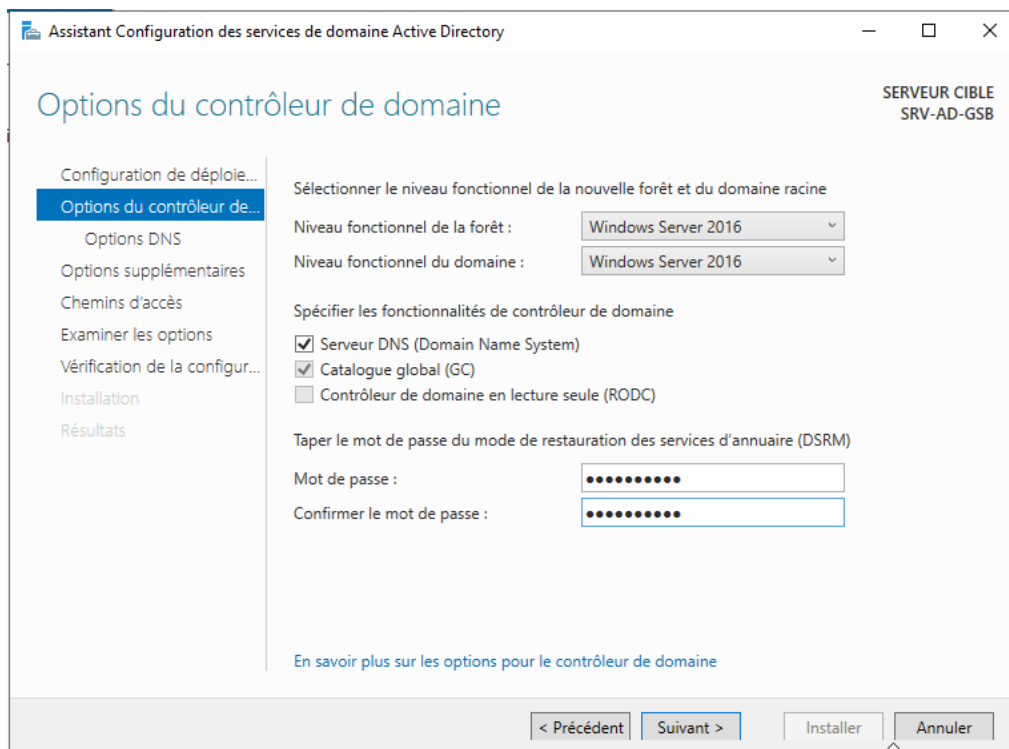 Assistant Configuration des services de domaine Active Directory
Options du contrôleur de domaine
SERVEUR CIBLE
SRV-AD-GSB
Configuration de déploie...
Options du contrôleur de...
Options DNS
Options supplémentaires
Chemins d'accès
Examiner les options
Vérification de la configur...
Installation
Résultats
Sélectionner le niveau fonctionnel de la nouvelle forêt et du domaine racine
Niveau fonctionnel de la forêt : Windows Server 2016
Niveau fonctionnel du domaine : Windows Server 2016
Spécifier les fonctionnalités de contrôleur de domaine
Serveur DNS (Domain Name System)
Catalogue global (GC)
Contrôleur de domaine en lecture seule (RODC)
Taper le mot de passe du mode de restauration des services d'annuaire (DSRM)
Mot de passe : ●●●●●●●●●●
Confirmer le mot de passe : ●●●●●●●●●●
En savoir plus sur les options pour le contrôleur de domaine
< Précédent Suivant > Installer Annuler